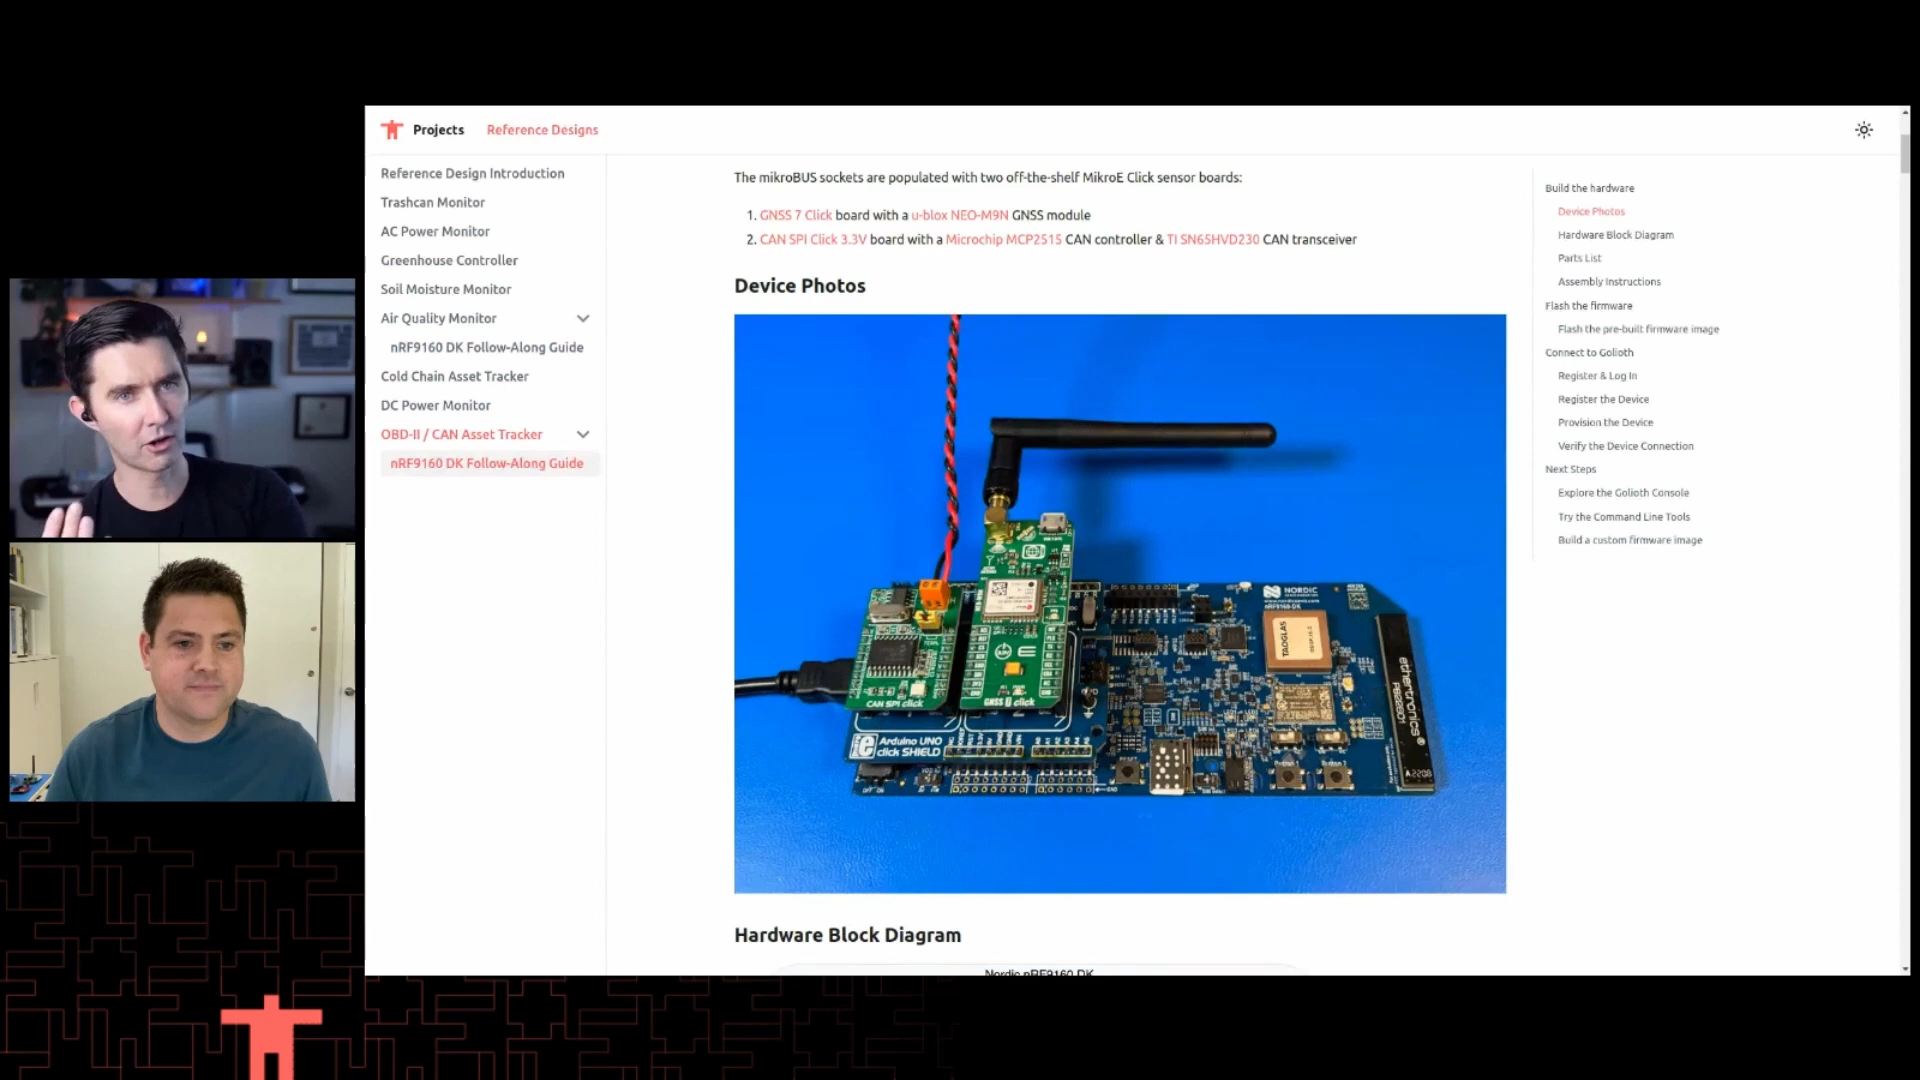 Projects
Reference Designs
Reference Design Introduction
Trashcan Monitor
AC Power Monitor
Greenhouse Controller
Soil Moisture Monitor
Air Quality Monitor
nRF9160 DK Follow-Along Guide
Cold Chain Asset Tracker
DC Power Monitor
OBD-II / CAN Asset Tracker
nRF9160 DK Follow-Along Guide
The mikroBUS sockets are populated with two off-the-shelf MikroE Click sensor boards:
1. GNSS 7 Click board with a u-blox NEO-M9N GNSS module
2. CAN SPI Click 3.3V board with a Microchip MCP2515 CAN controller & TI SN65HVD230 CAN transceiver
Device Photos
NORDIC
nRF9160-DK
TAOGLAS
ethertronics
CAN SPI click
GNSS 7 click
Arduino UNO
click SHIELD
Hardware Block Diagram
Nordic nRF9160 DK
Build the hardware
Device Photos
Hardware Block Diagram
Parts List
Assembly Instructions
Flash the firmware
Flash the pre-built firmware image
Connect to Golioth
Register & Log In
Register the Device
Provision the Device
Verify the Device Connection
Next Steps
Explore the Golioth Console
Try the Command Line Tools
Build a custom firmware image